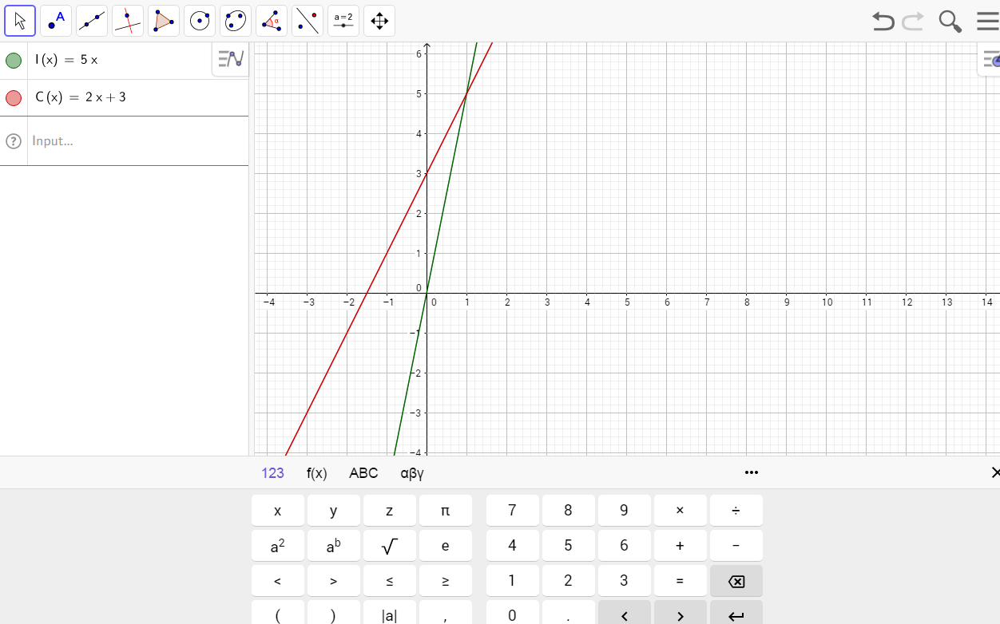 A
α
a=2
I(x) = 5 x
C(x) = 2 x + 3
? Input...
6
5
4
3
2
1
0
−4 −3 −2 −1 0 1 2 3 4 5 6 7 8 9 10 11 12 13 14
−1
−2
−3
−4
123 f(x) ABC αβγ ...
x y z π 7 8 9 × ÷
a² aᵇ √ e 4 5 6 + −
< > ≤ ≥ 1 2 3 =
( ) |a| , 0 . < >